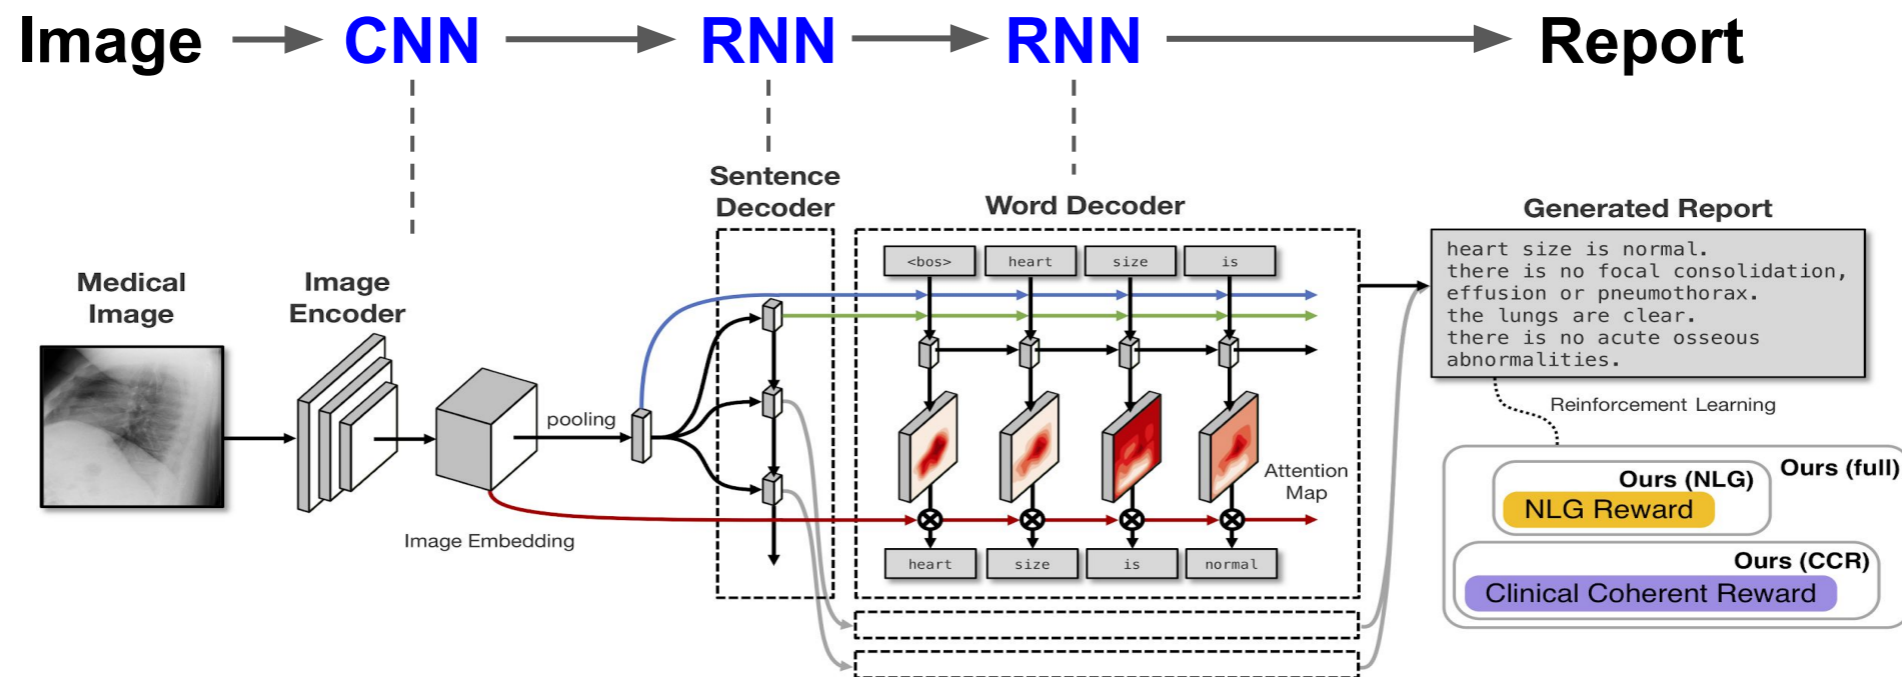 Image
CNN
RNN
RNN
Report
Sentence
Decoder
Word Decoder
Generated Report
Medical
Image
Image
Encoder
<bos>
heart
size
is
heart size is normal.
there is no focal consolidation,
effusion or pneumothorax.
the lungs are clear.
there is no acute osseous
abnormalities.
pooling
Reinforcement Learning
Attention
Map
Image Embedding
heart
size
is
normal
Ours (full)
Ours (NLG)
NLG Reward
Ours (CCR)
Clinical Coherent Reward